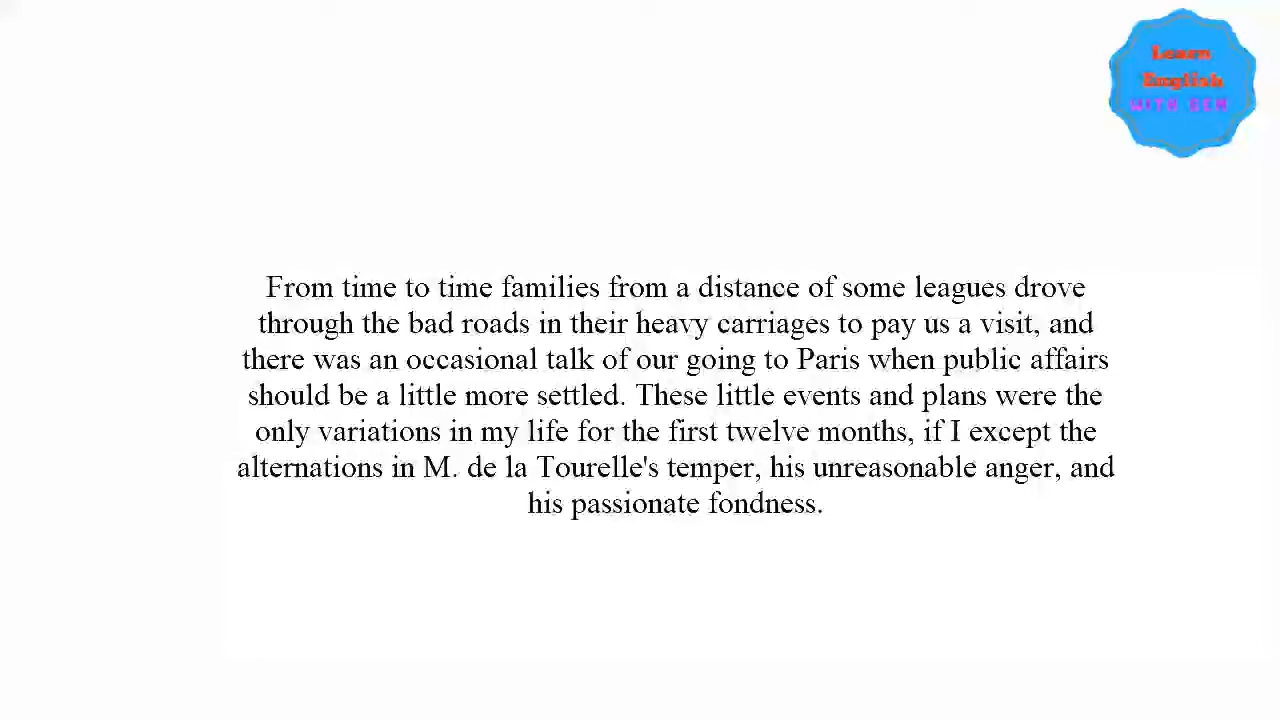 Learn
English
WITH SEM
From time to time families from a distance of some leagues drove
through the bad roads in their heavy carriages to pay us a visit, and
there was an occasional talk of our going to Paris when public affairs
should be a little more settled. These little events and plans were the
only variations in my life for the first twelve months, if I except the
alternations in M. de la Tourelle's temper, his unreasonable anger, and
his passionate fondness.